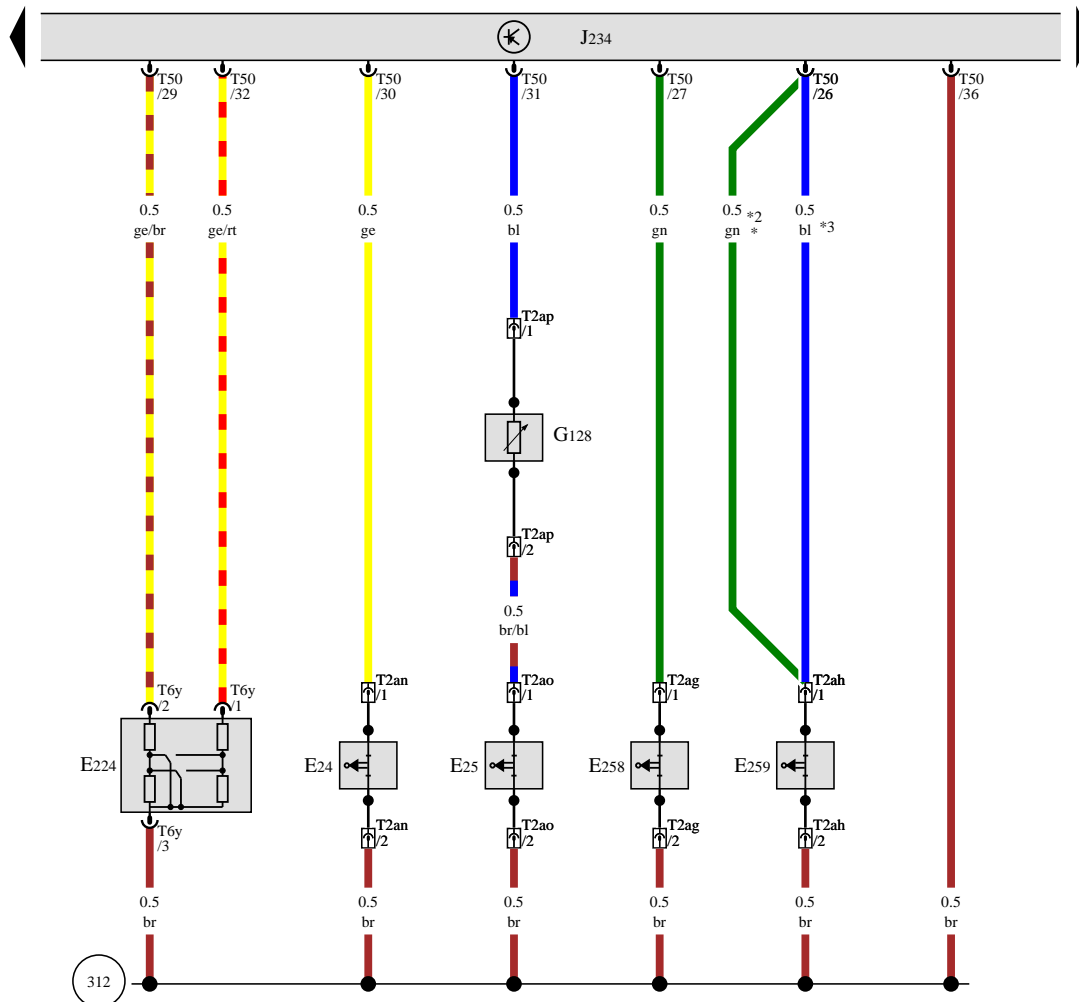 J234
T50 T50 T50 T50 T50 T50 T50
/29 /32 /30 /31 /27 /26 /36
0.5 0.5 0.5 0.5 0.5 0.5 *2 0.5
ge/br ge/rt ge bl gn gn * bl *3
T2ap
/1
G128
T2ap
/2
0.5
br/bl
T6y T6y T2an T2ao T2ag T2ah
/2 /1 /1 /1 /1 /1
E224 E24 E25 E258 E259
T6y T2an T2ao T2ag T2ah
/3 /2 /2 /2 /2
0.5 0.5 0.5 0.5 0.5 0.5
br br br br br br
312